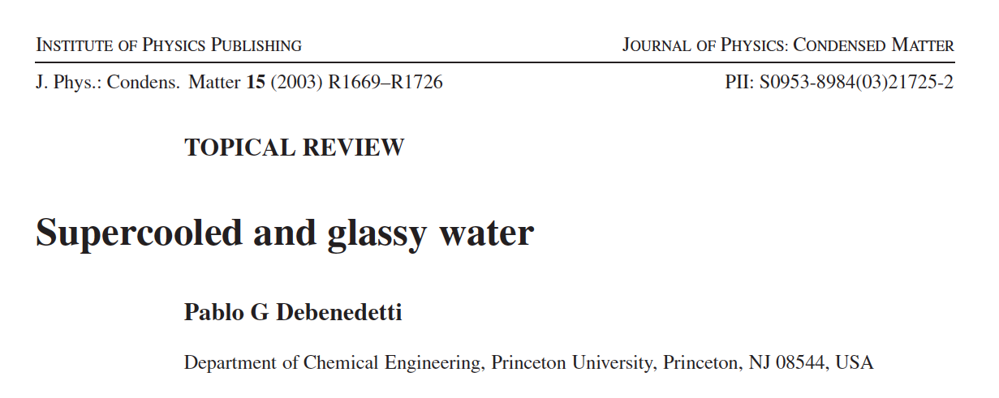 INSTITUTE OF PHYSICS PUBLISHING JOURNAL OF PHYSICS: CONDENSED MATTER
J. Phys.: Condens. Matter 15 (2003) R1669–R1726 PII: S0953-8984(03)21725-2
TOPICAL REVIEW
Supercooled and glassy water
Pablo G Debenedetti
Department of Chemical Engineering, Princeton University, Princeton, NJ 08544, USA